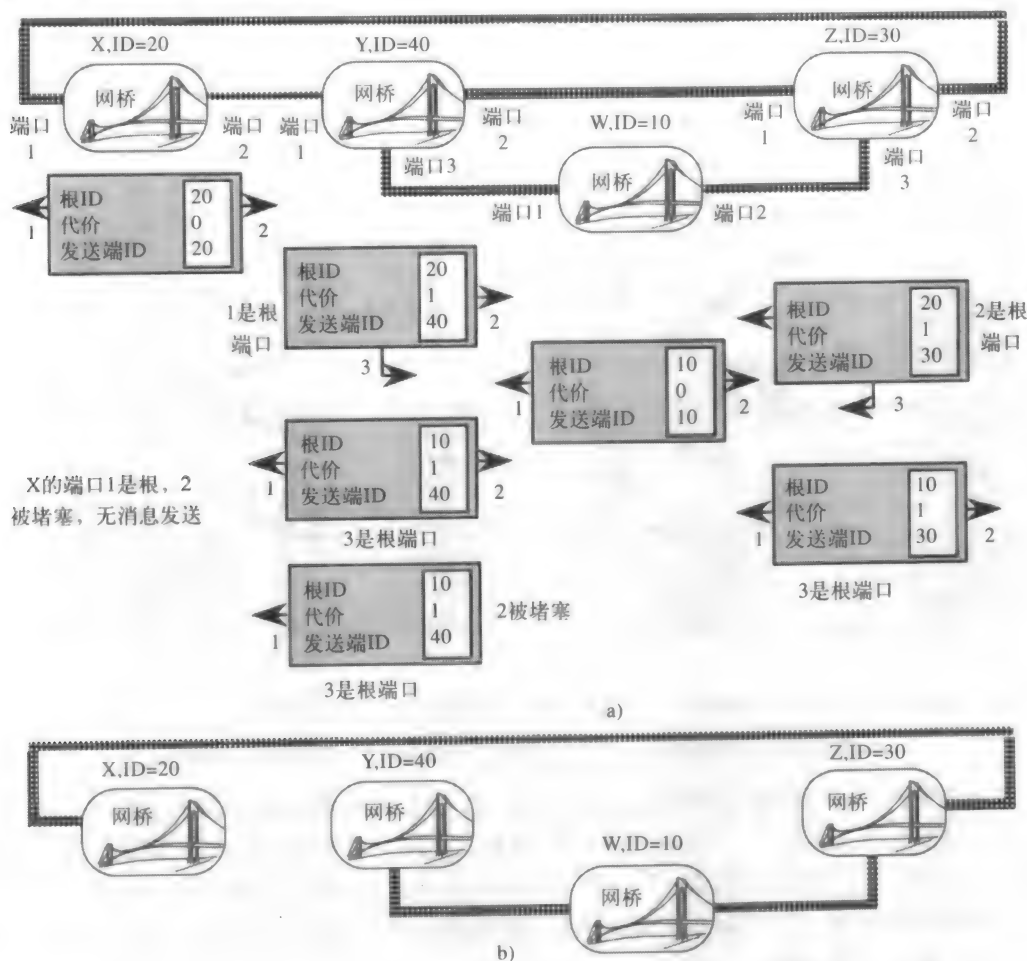 X,ID=20
Y,ID=40
Z,ID=30
网桥
网桥
网桥
端口
1
端口
2
端口
1
端口
2
端口
1
端口
2
W,ID=10
端口3
网桥
端口
3
端口1
端口2
根ID 20
代价 0
发送端ID 20
1
2
根ID 20
代价 1
发送端ID 40
1是根
端口
2
3
根ID 20
代价 1
发送端ID 30
2是根
端口
3
根ID 10
代价 0
发送端ID 10
1
2
X的端口1是根，2
被堵塞，无消息发送
根ID 10
代价 1
发送端ID 40
1
2
3是根端口
根ID 10
代价 1
发送端ID 30
1
2
3是根端口
根ID 10
代价 1
发送端ID 40
1
2被堵塞
3是根端口
a)
X,ID=20
Y,ID=40
Z,ID=30
网桥
网桥
网桥
W,ID=10
网桥
b)